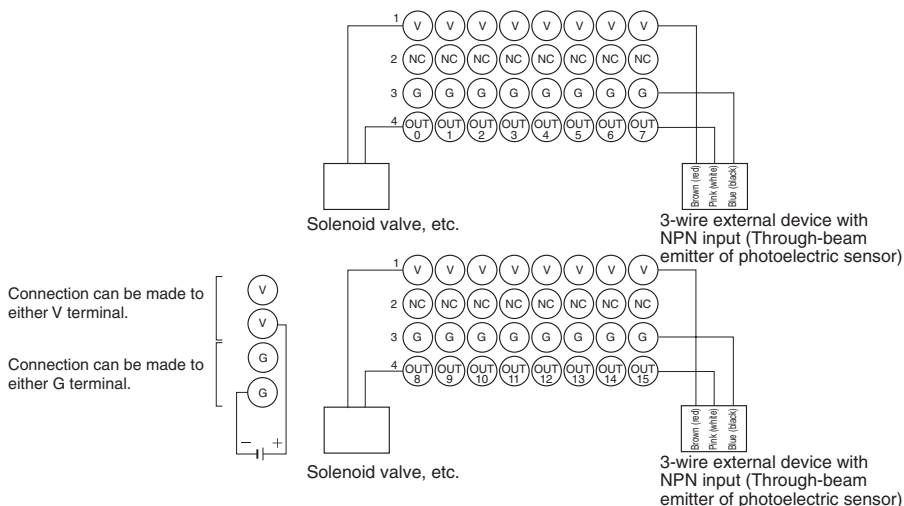 1 V V V V V V V V
2 NC NC NC NC NC NC NC NC
3 G G G G G G G G
4 OUT 0 OUT 1 OUT 2 OUT 3 OUT 4 OUT 5 OUT 6 OUT 7
Brown (red)
Pink (white)
Blue (black)
Solenoid valve, etc.
3-wire external device with
NPN input (Through-beam
emitter of photoelectric sensor)
Connection can be made to
either V terminal.
V
V
Connection can be made to
either G terminal.
G
G
− +
1 V V V V V V V V
2 NC NC NC NC NC NC NC NC
3 G G G G G G G G
4 OUT 8 OUT 9 OUT 10 OUT 11 OUT 12 OUT 13 OUT 14 OUT 15
Brown (red)
Pink (white)
Blue (black)
Solenoid valve, etc.
3-wire external device with
NPN input (Through-beam
emitter of photoelectric sensor)